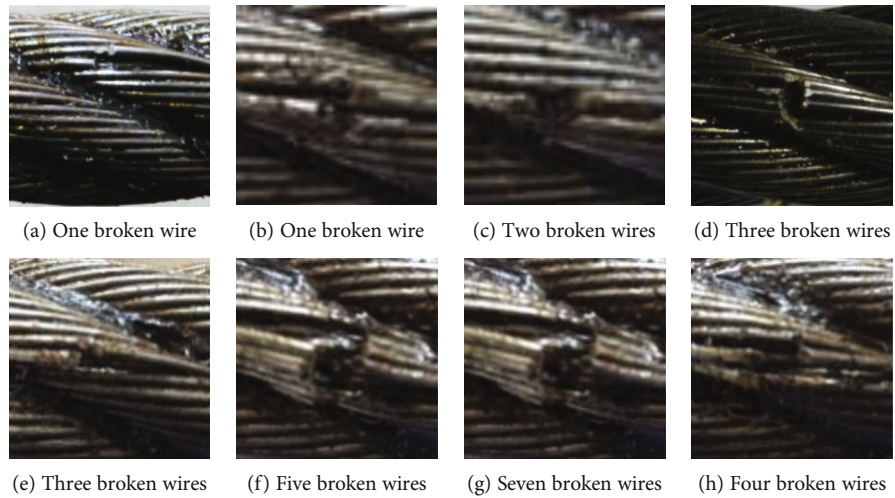 (a) One broken wire
(b) One broken wire
(c) Two broken wires
(d) Three broken wires
(e) Three broken wires
(f) Five broken wires
(g) Seven broken wires
(h) Four broken wires